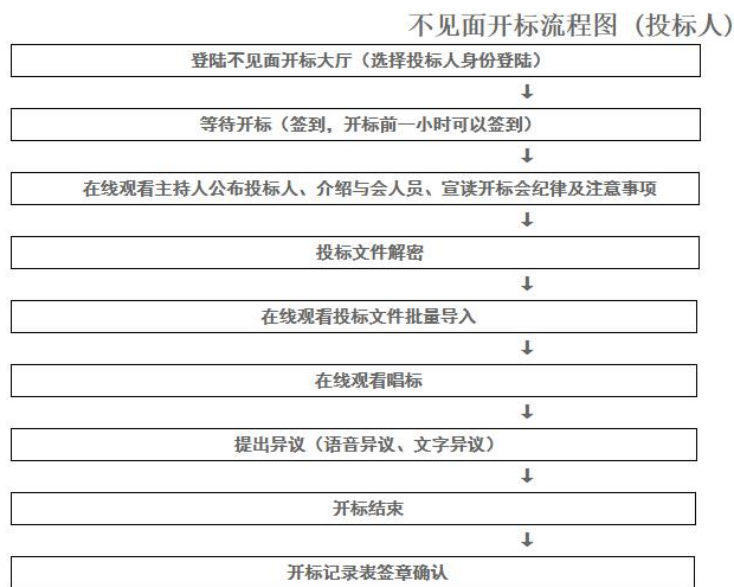 不见面开标流程图（投标人）
登陆不见面开标大厅（选择投标人身份登陆）
↓
等待开标（签到，开标前一小时可以签到）
↓
在线观看主持人公布投标人、介绍与会人员、宣读开标会纪律及注意事项
↓
投标文件解密
↓
在线观看投标文件批量导入
↓
在线观看唱标
↓
提出异议（语音异议、文字异议）
↓
开标结束
↓
开标记录表签章确认